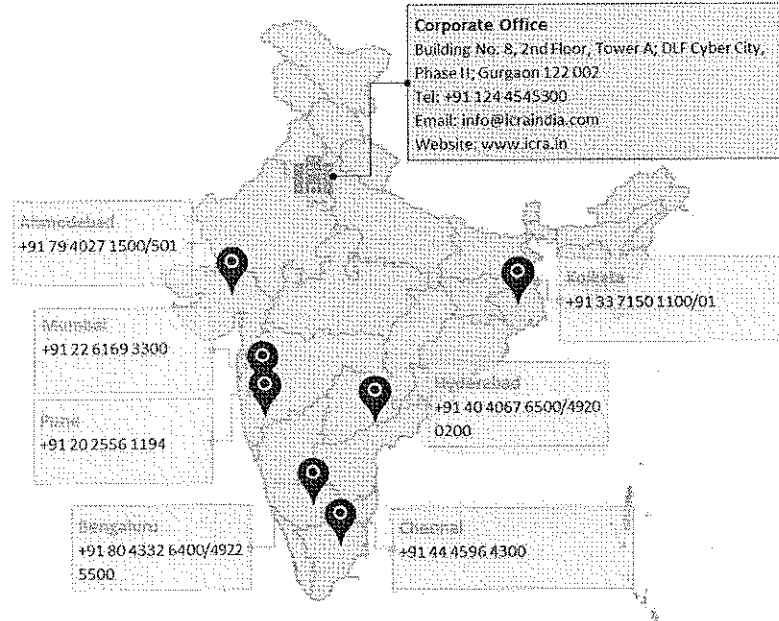 Corporate Office
Building No. 8, 2nd Floor, Tower A; DLF Cyber City,
Phase II; Gurgaon 122 002
Tel: +91 124 4545300
Email: info@icraindia.com
Website: www.icra.in
Ahmedabad
+91 79 4027 1500/501
Kolkata
+91 33 7150 1100/01
Mumbai
+91 22 6169 3300
Hyderabad
+91 40 4067 6500/4920
0200
Pune
+91 20 2556 1194
Bengaluru
+91 80 4332 6400/4922
5500
Chennai
+91 44 4596 4300